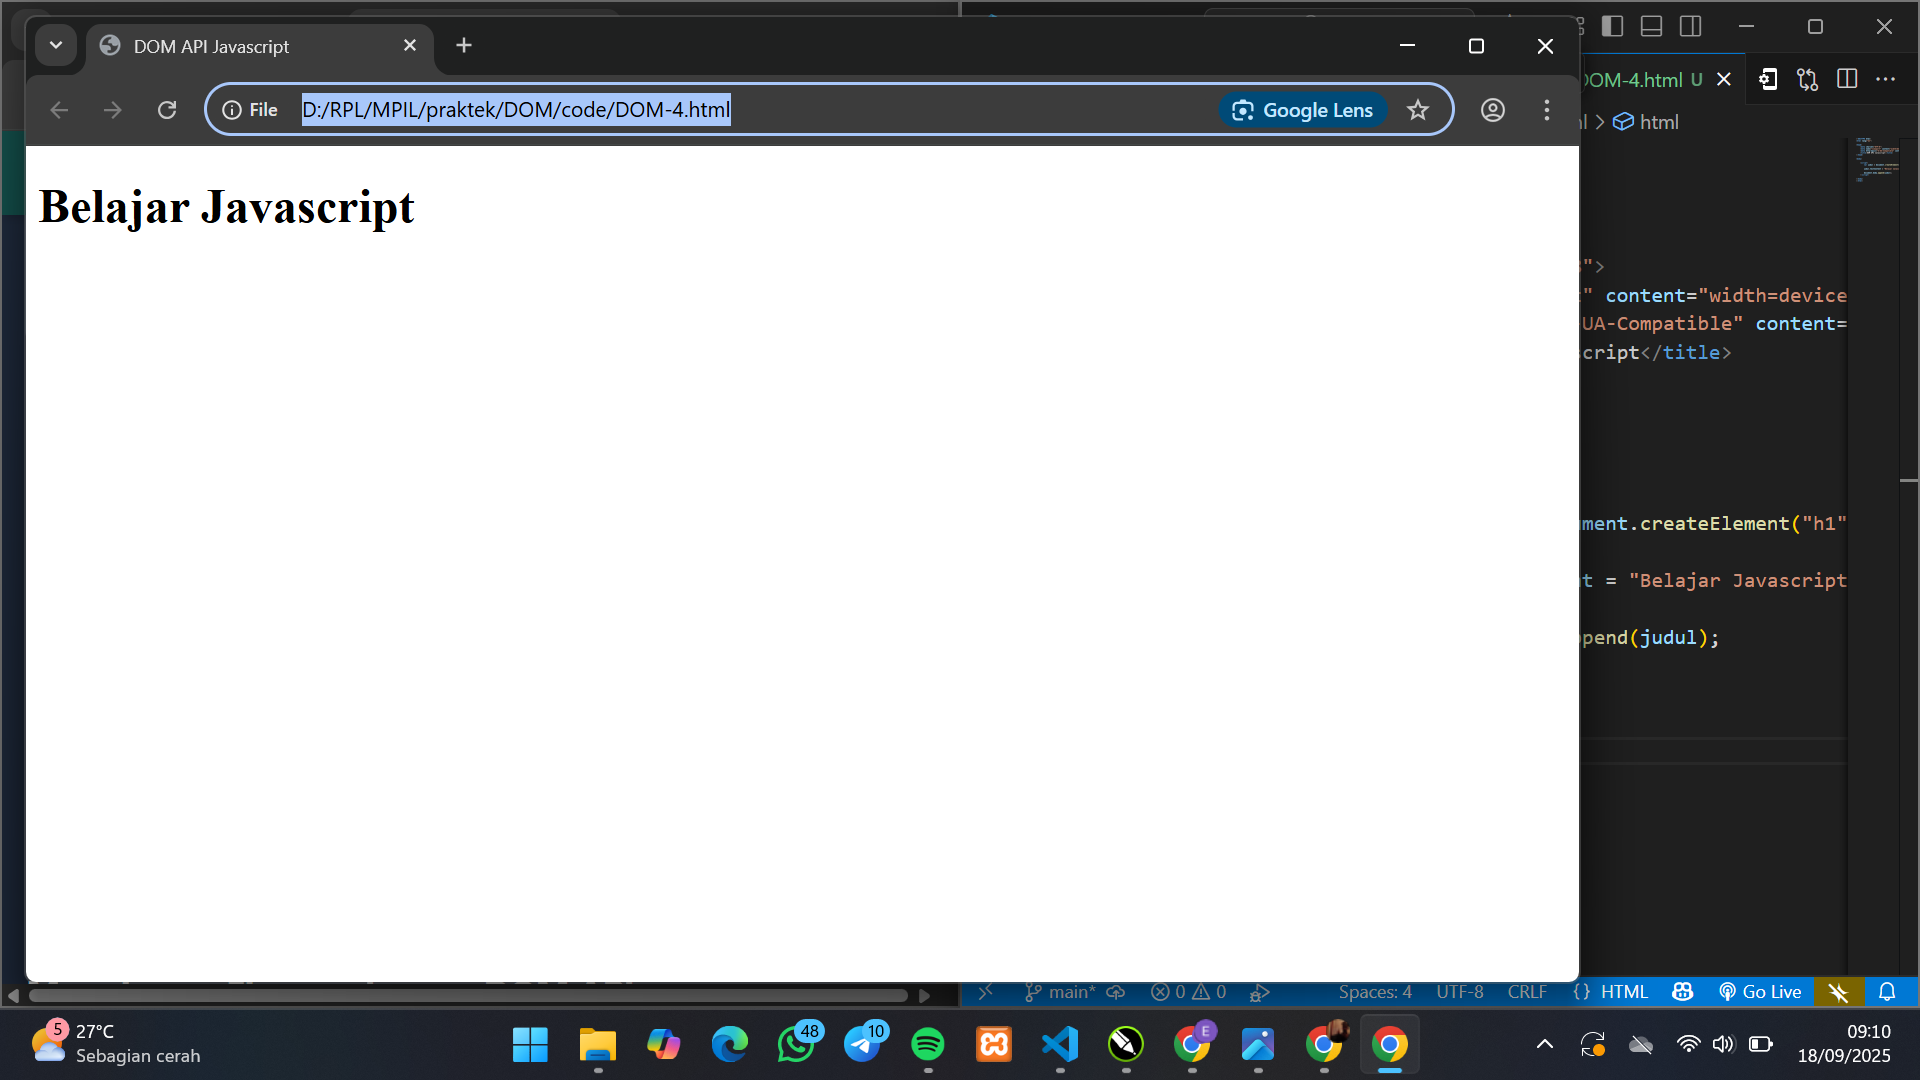 DOM API Javascript
File D:/RPL/MPIL/praktek/DOM/code/DOM-4.html Google Lens
Belajar Javascript
DOM-4.html U
html
">
" content="width=device
UA-Compatible" content=
cript</title>
ment.createElement("h1"
t = "Belajar Javascript
pend(judul);
main* 0 0 Spaces: 4 UTF-8 CRLF {} HTML Go Live
5 27°C
Sebagian cerah
48
10
E
09:10
18/09/2025